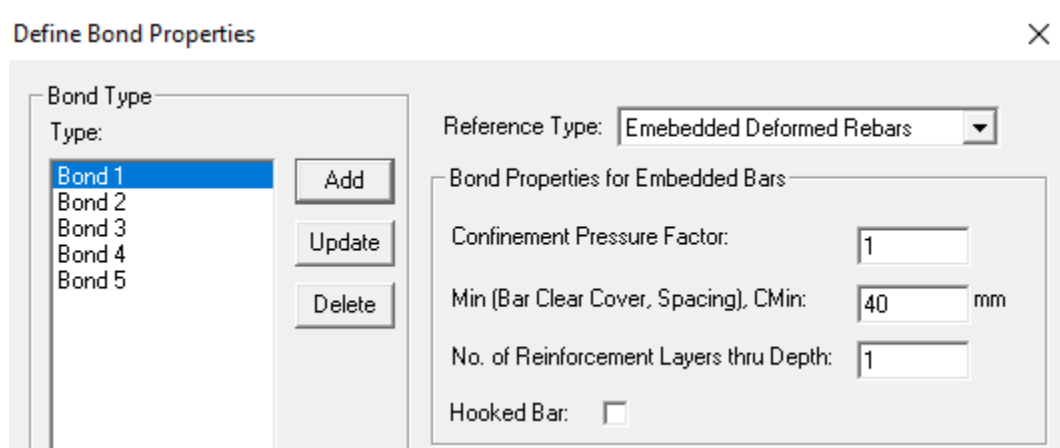 Define Bond Properties
Bond Type
Type:
Bond 1
Bond 2
Bond 3
Bond 4
Bond 5
Add
Update
Delete
Reference Type: Emebedded Deformed Rebars
Bond Properties for Embedded Bars
Confinement Pressure Factor: 1
Min (Bar Clear Cover, Spacing), CMin: 40 mm
No. of Reinforcement Layers thru Depth: 1
Hooked Bar: